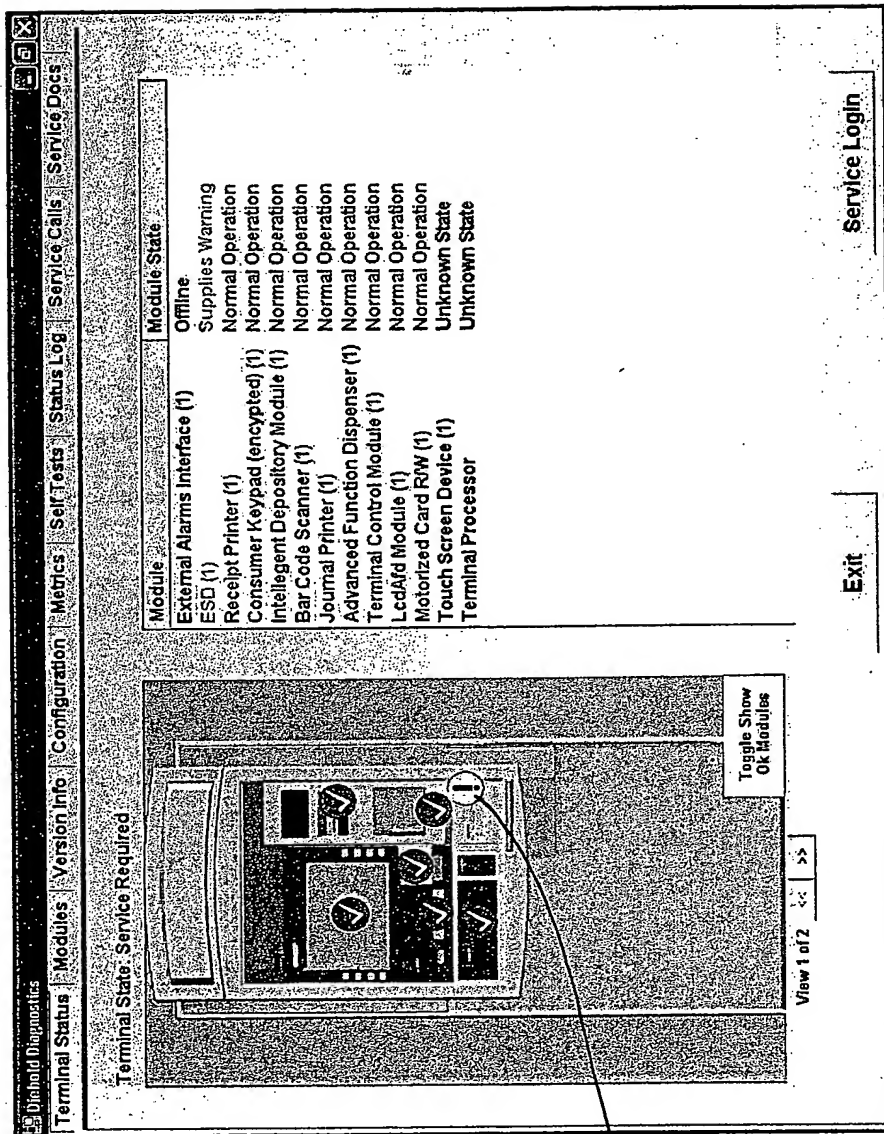 Diebold Diagnostics
Terminal Status Modules Version Info Configuration Metrics Self Tests Status Log Service Calls Service Docs
Terminal State: Service Required
Module Module State
External Alarms Interface (1) Offline
ESD (1) Supplies Warning
Receipt Printer (1) Normal Operation
Consumer Keypad (encypted) (1) Normal Operation
Intellegent Depository Module (1) Normal Operation
Bar Code Scanner (1) Normal Operation
Journal Printer (1) Normal Operation
Advanced Function Dispenser (1) Normal Operation
Terminal Control Module (1) Normal Operation
LcdAfd Module (1) Normal Operation
Motorized Card R/W (1) Normal Operation
Touch Screen Device (1) Unknown State
Terminal Processor Unknown State
Toggle Show
Ok Modules
View 1 of 2 << >>
Exit Service Login